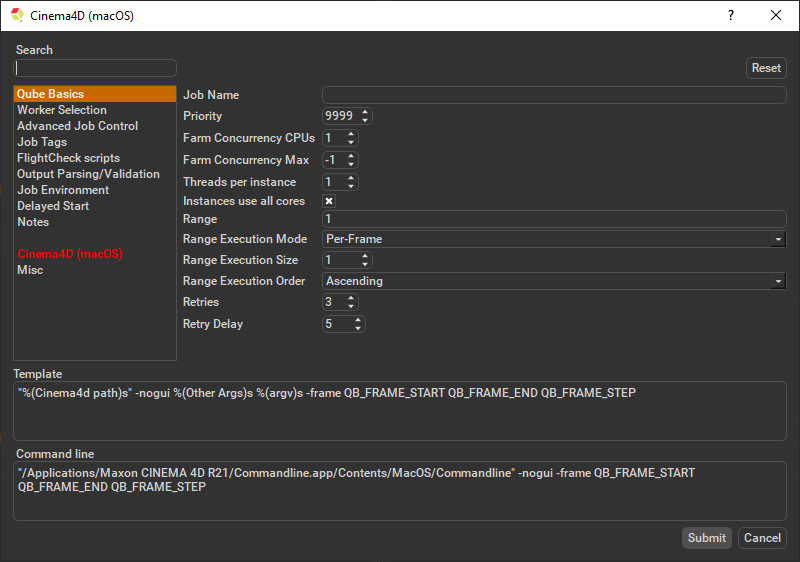 Cinema4D (macOS)
?
Search
Reset
Qube Basics
Worker Selection
Advanced Job Control
Job Tags
FlightCheck scripts
Output Parsing/Validation
Job Environment
Delayed Start
Notes
Cinema4D (macOS)
Misc
Job Name
Priority 9999
Farm Concurrency CPUs 1
Farm Concurrency Max -1
Threads per instance 1
Instances use all cores
Range 1
Range Execution Mode Per-Frame
Range Execution Size 1
Range Execution Order Ascending
Retries 3
Retry Delay 5
Template
"%(Cinema4d path)s" -nogui %(Other Args)s %(argv)s -frame QB_FRAME_START QB_FRAME_END QB_FRAME_STEP
Command line
"/Applications/Maxon CINEMA 4D R21/Commandline.app/Contents/MacOS/Commandline" -nogui -frame QB_FRAME_START
QB_FRAME_END QB_FRAME_STEP
Submit Cancel